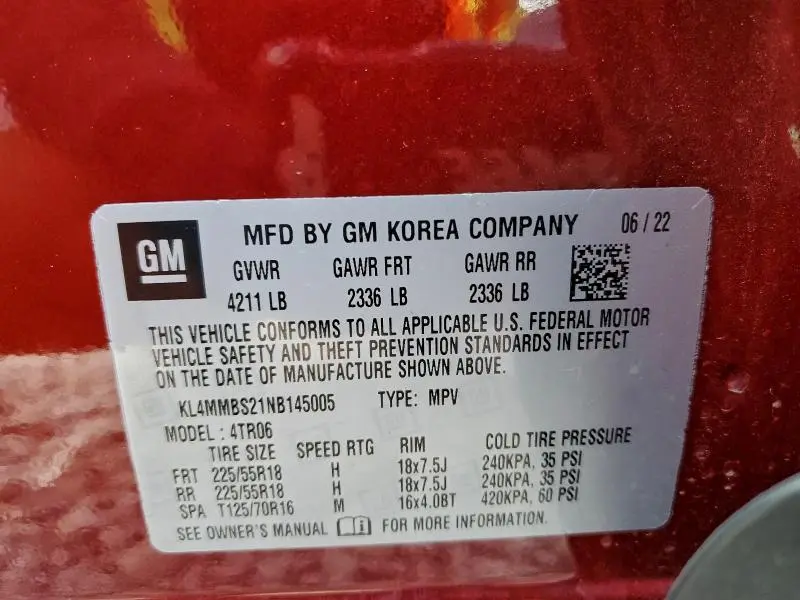 GM
MFD BY GM KOREA COMPANY 06 / 22
GVWR GAWR FRT GAWR RR
4211 LB 2336 LB 2336 LB
THIS VEHICLE CONFORMS TO ALL APPLICABLE U.S. FEDERAL MOTOR
VEHICLE SAFETY AND THEFT PREVENTION STANDARDS IN EFFECT
ON THE DATE OF MANUFACTURE SHOWN ABOVE.
KL4MMBS21NB145005 TYPE: MPV
MODEL : 4TR06
TIRE SIZE SPEED RTG RIM COLD TIRE PRESSURE
FRT 225/55R18 H 18x7.5J 240KPA, 35 PSI
RR 225/55R18 H 18x7.5J 240KPA, 35 PSI
SPA T125/70R16 M 16x4.0BT 420KPA, 60 PSI
SEE OWNER'S MANUAL FOR MORE INFORMATION.